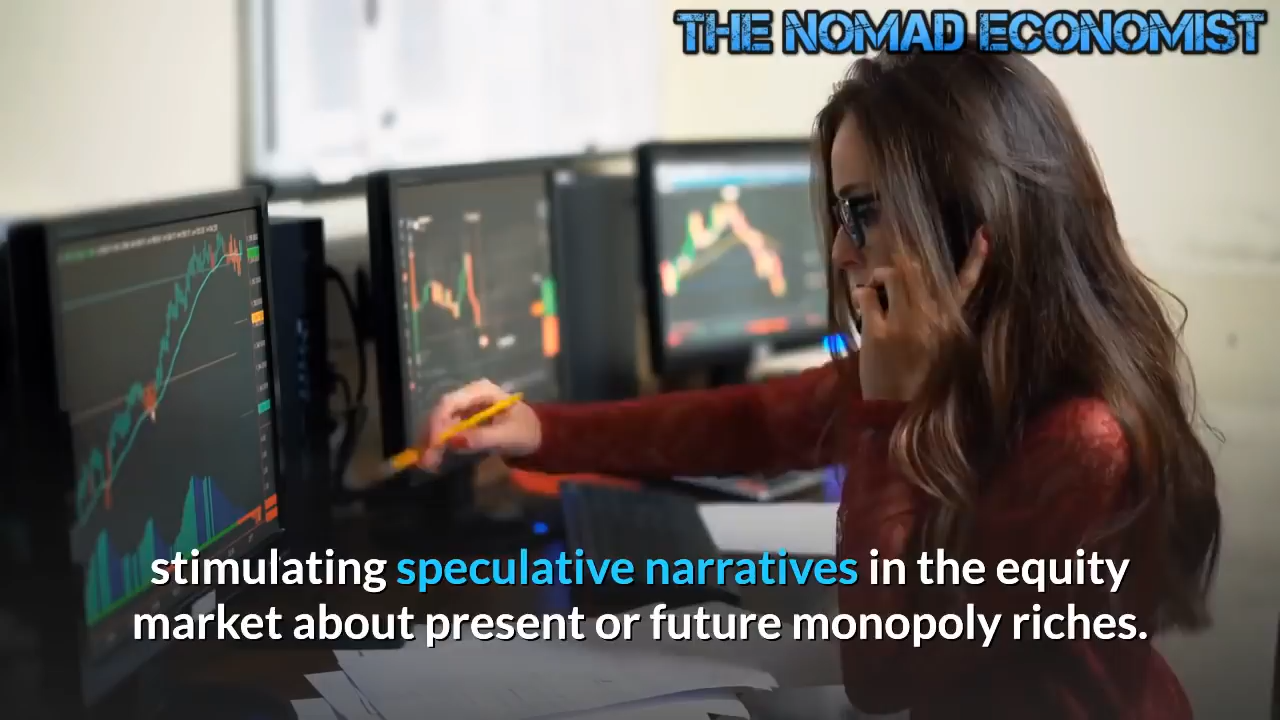 THE NOMAD ECONOMIST
stimulating speculative narratives in the equity
market about present or future monopoly riches.